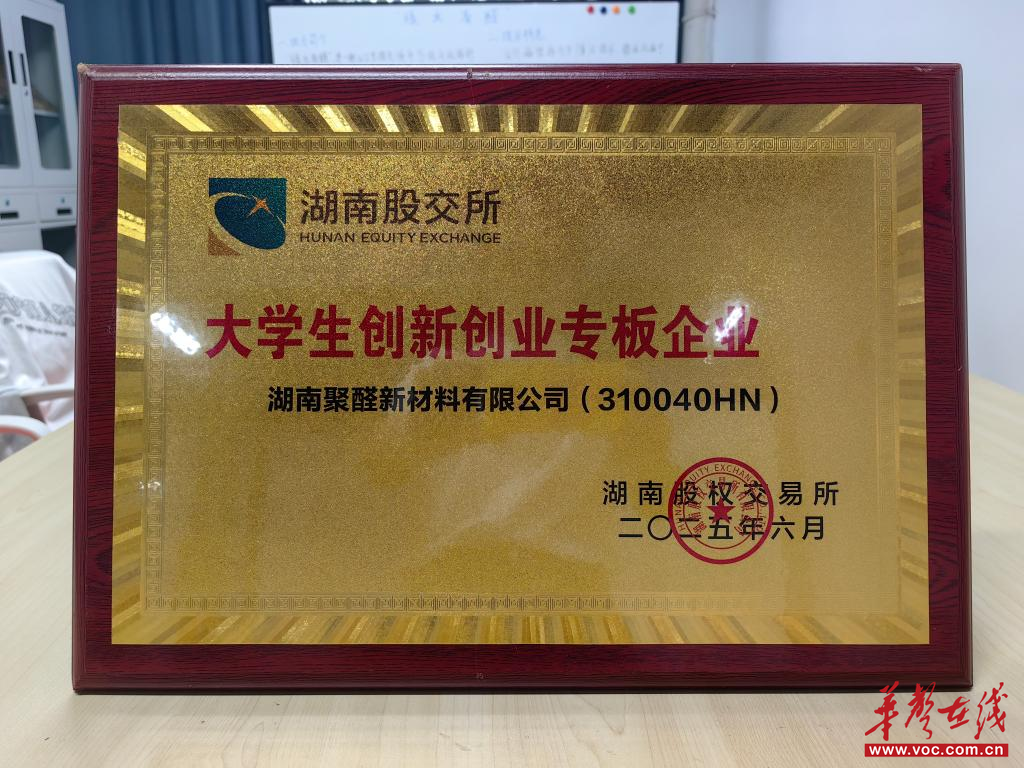 湖南股交所
HUNAN EQUITY EXCHANGE
大学生创新创业专板企业
湖南聚醛新材料有限公司（310040HN）
湖南股权交易所
二〇二五年六月
华声在线
www.voc.com.cn